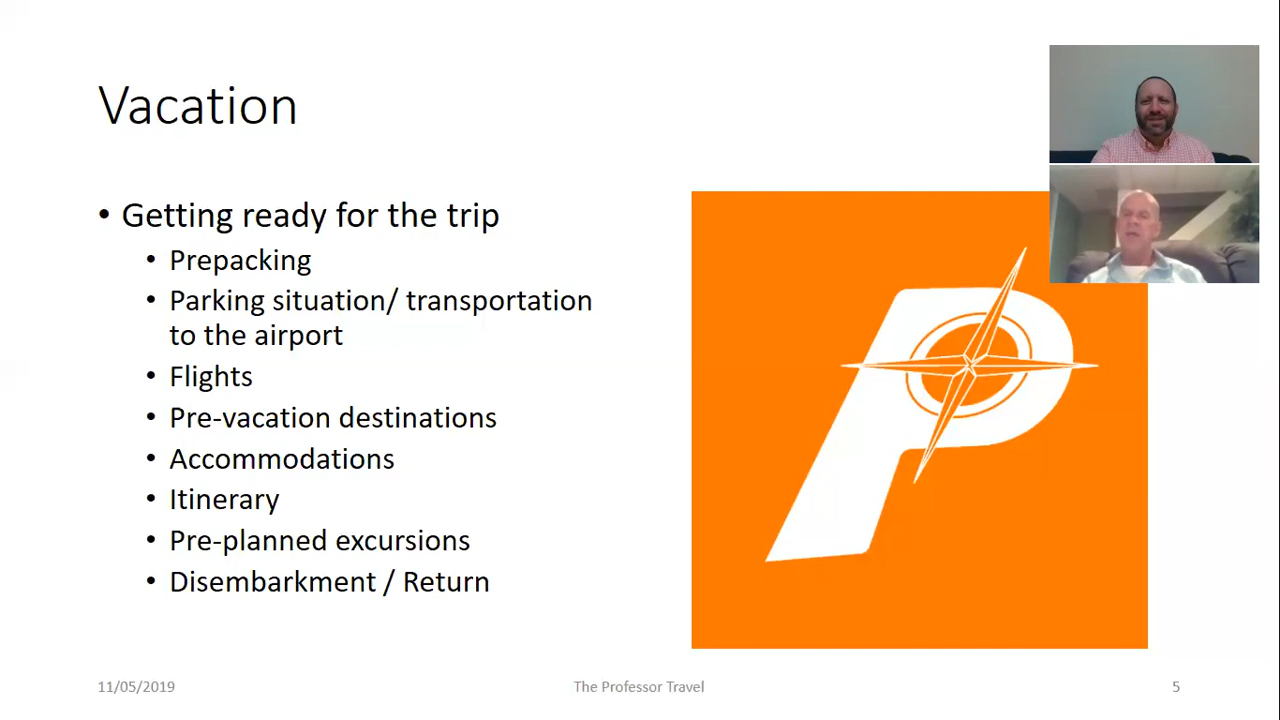 Vacation
• Getting ready for the trip
• Prepacking
• Parking situation/ transportation
to the airport
• Flights
• Pre-vacation destinations
• Accommodations
• Itinerary
• Pre-planned excursions
• Disembarkment / Return
P
11/05/2019
The Professor Travel
5